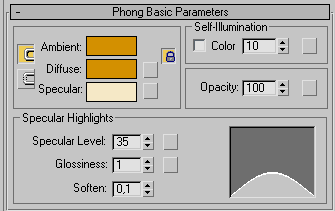 - Phong Basic Parameters
Self-Illumination
Ambient:
Color 10
Diffuse:
Specular:
Opacity: 100
Specular Highlights
Specular Level: 35
Glossiness: 1
Soften: 0,1